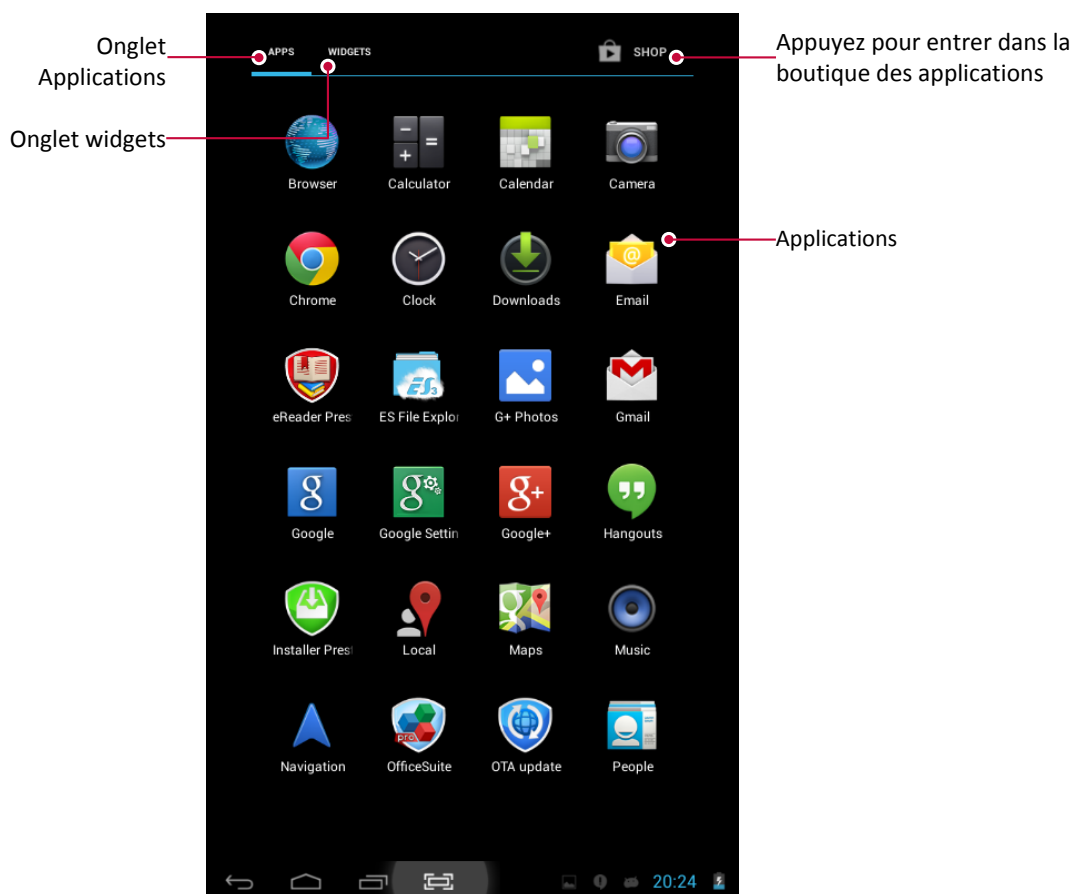 Onglet
Applications
Onglet widgets
APPS WIDGETS SHOP
Appuyez pour entrer dans la
boutique des applications
Browser Calculator Calendar Camera
Applications
Chrome Clock Downloads Email
eReader Pres ES File Explor G+ Photos Gmail
Google Google Settin Google+ Hangouts
Installer Prest Local Maps Music
pro
Navigation OfficeSuite OTA update People
20:24